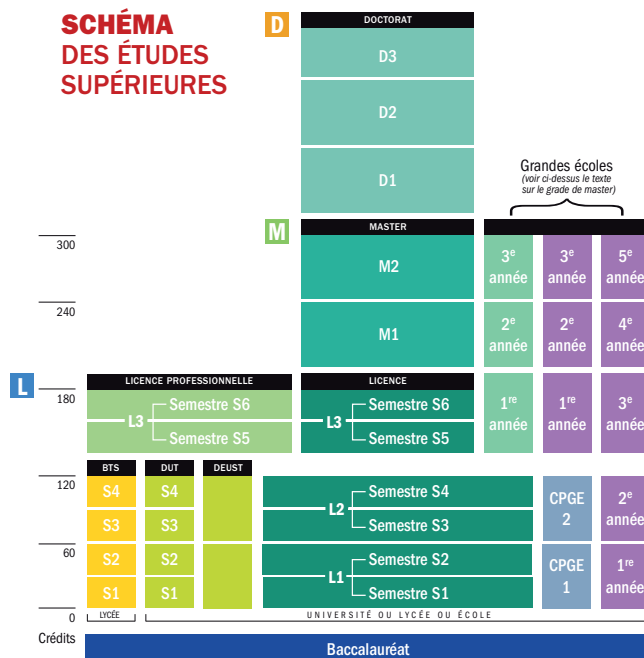 SCHÉMA
DES ÉTUDES
SUPÉRIEURES
D
DOCTORAT
D3
D2
D1
Grandes écoles
(voir ci-dessus le texte
sur le grade de master)
M
MASTER
300
M2
3e année
3e année
5e année
240
M1
2e année
2e année
4e année
L
180
LICENCE PROFESSIONNELLE
LICENCE
L3
Semestre S6
Semestre S5
L3
Semestre S6
Semestre S5
1re année
1re année
3e année
120
BTS
DUT
DEUST
S4
S4
S3
S3
L2
Semestre S4
Semestre S3
CPGE 2
2e année
60
S2
S2
S1
S1
L1
Semestre S2
Semestre S1
CPGE 1
1re année
0
LYCÉE
UNIVERSITÉ OU LYCÉE OU ÉCOLE
Crédits
Baccalauréat